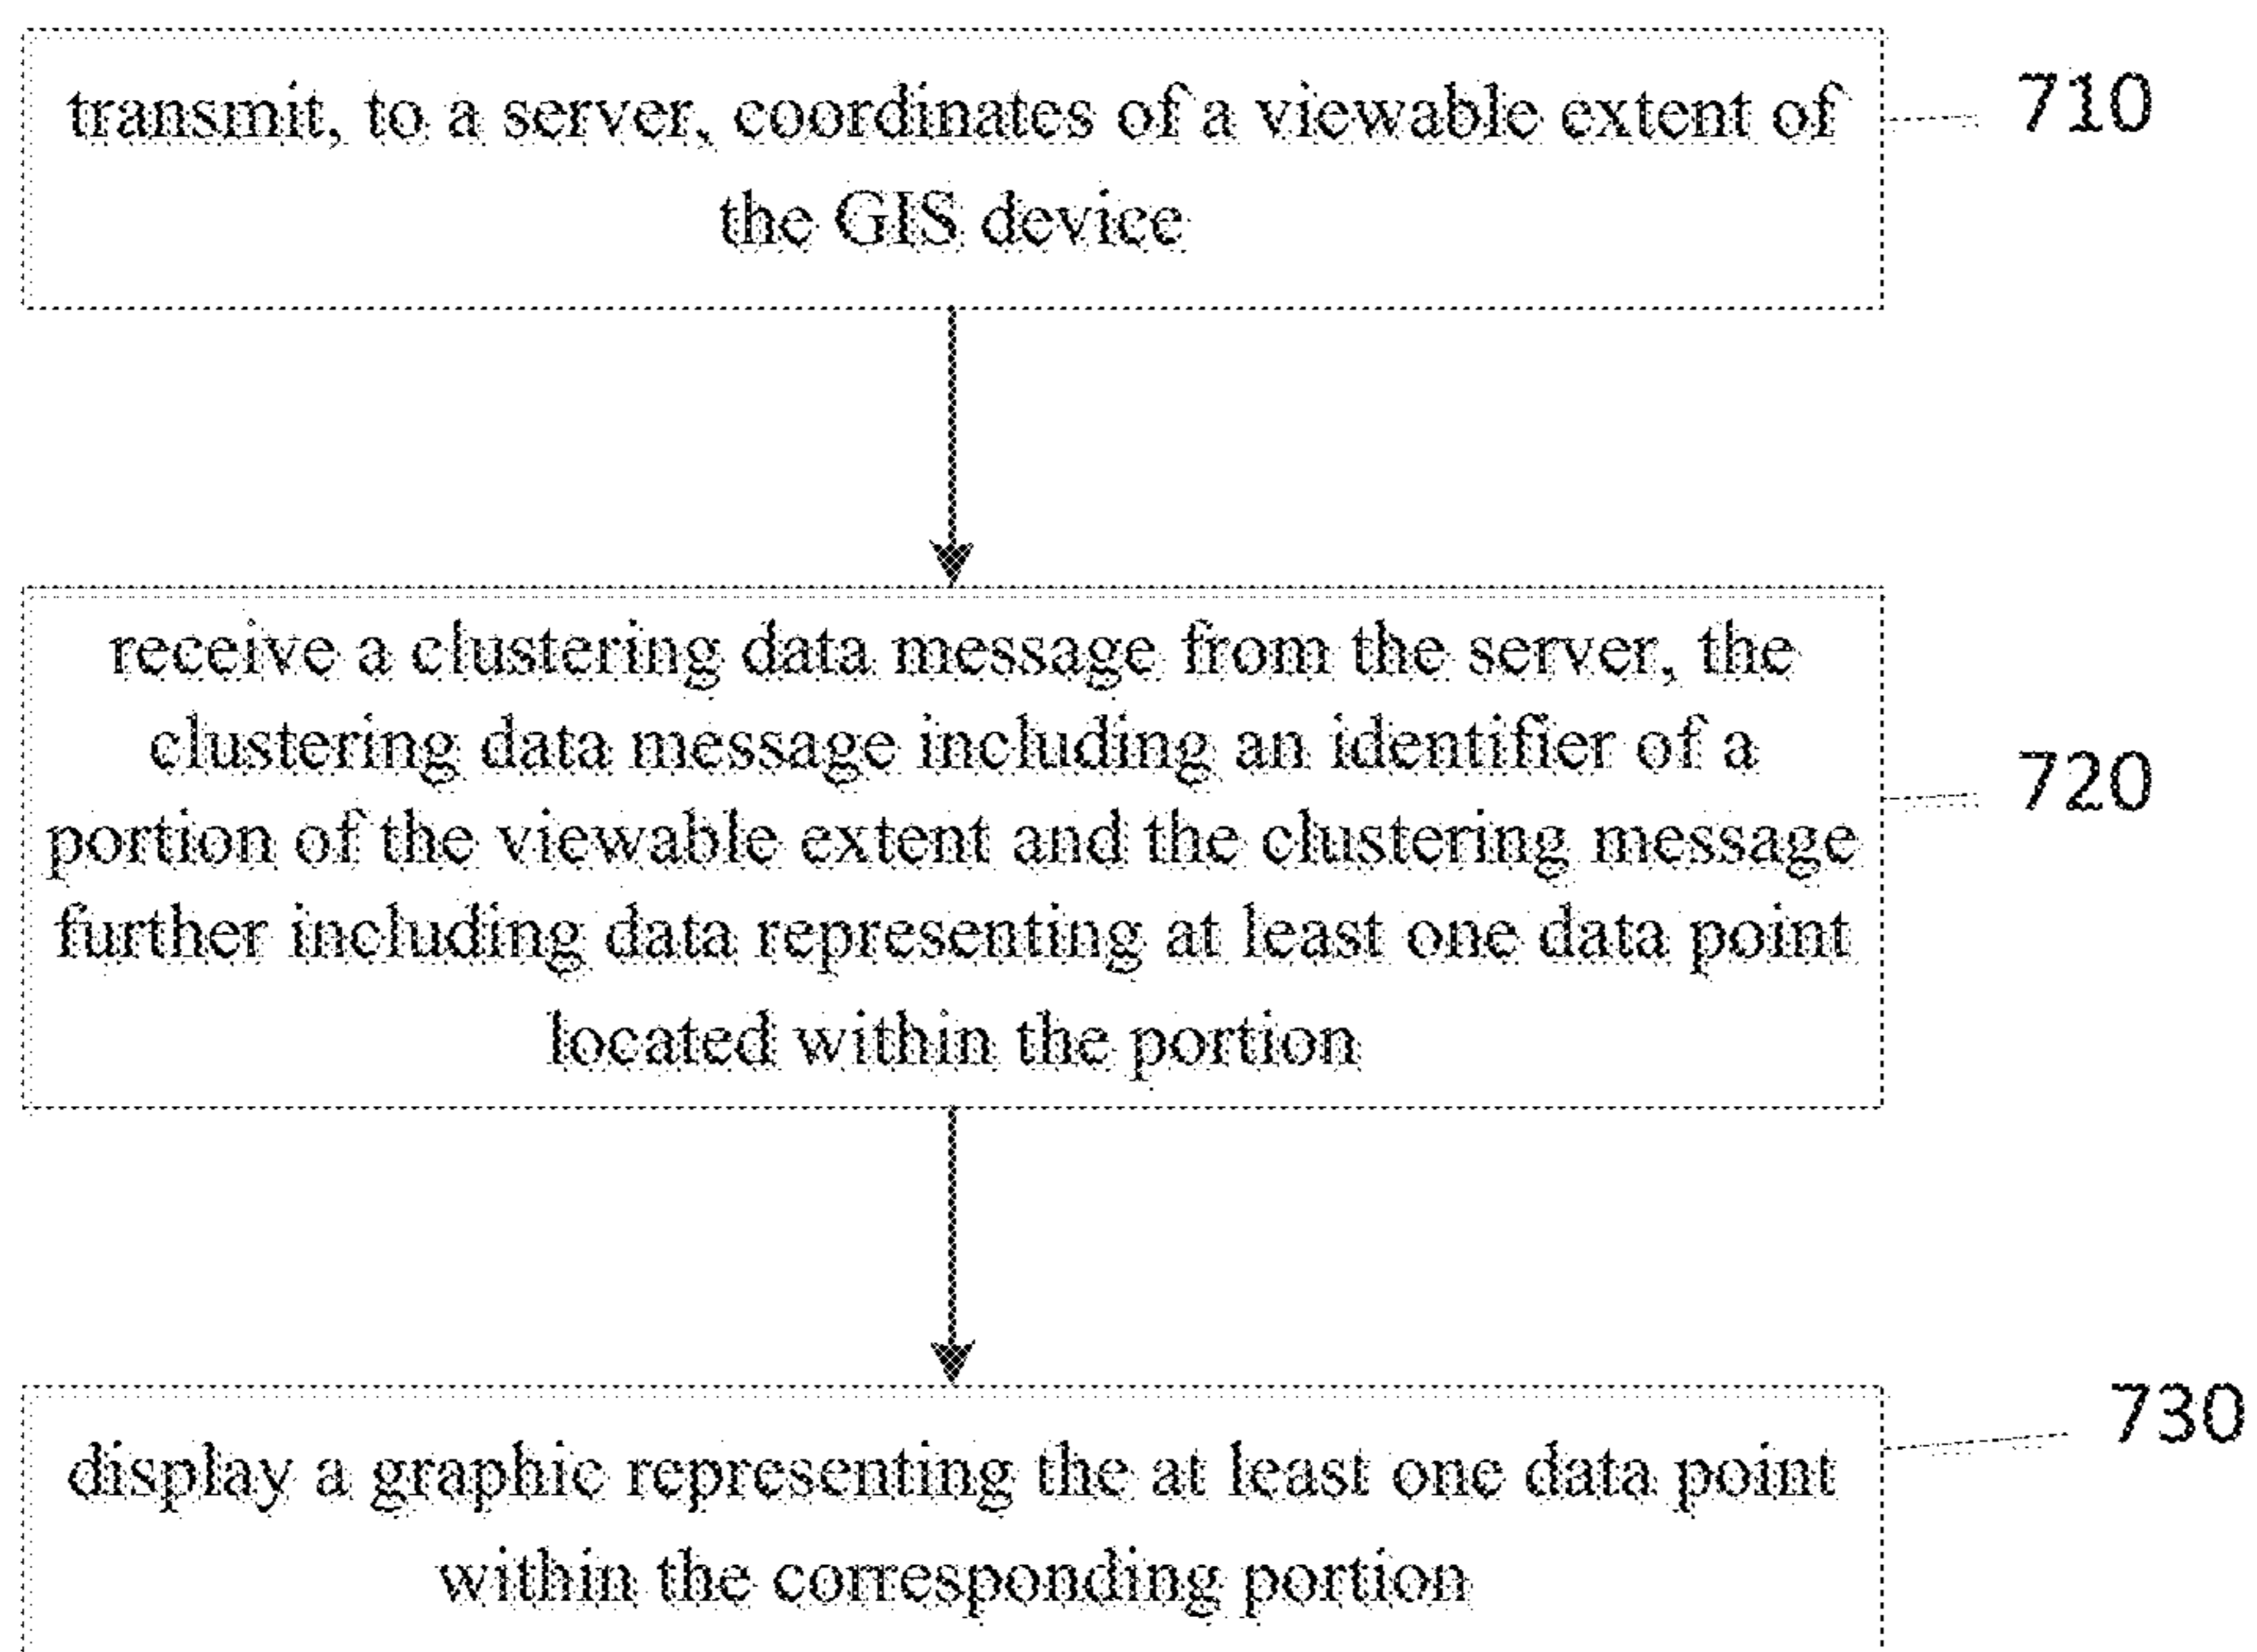 transmit, to a server, coordinates of a viewable extent of
the GIS device
710
receive a clustering data message from the server, the
clustering data message including an identifier of a
portion of the viewable extent and the clustering message
further including data representing at least one data point
located within the portion
720
display a graphic representing the at least one data point
within the corresponding portion
730